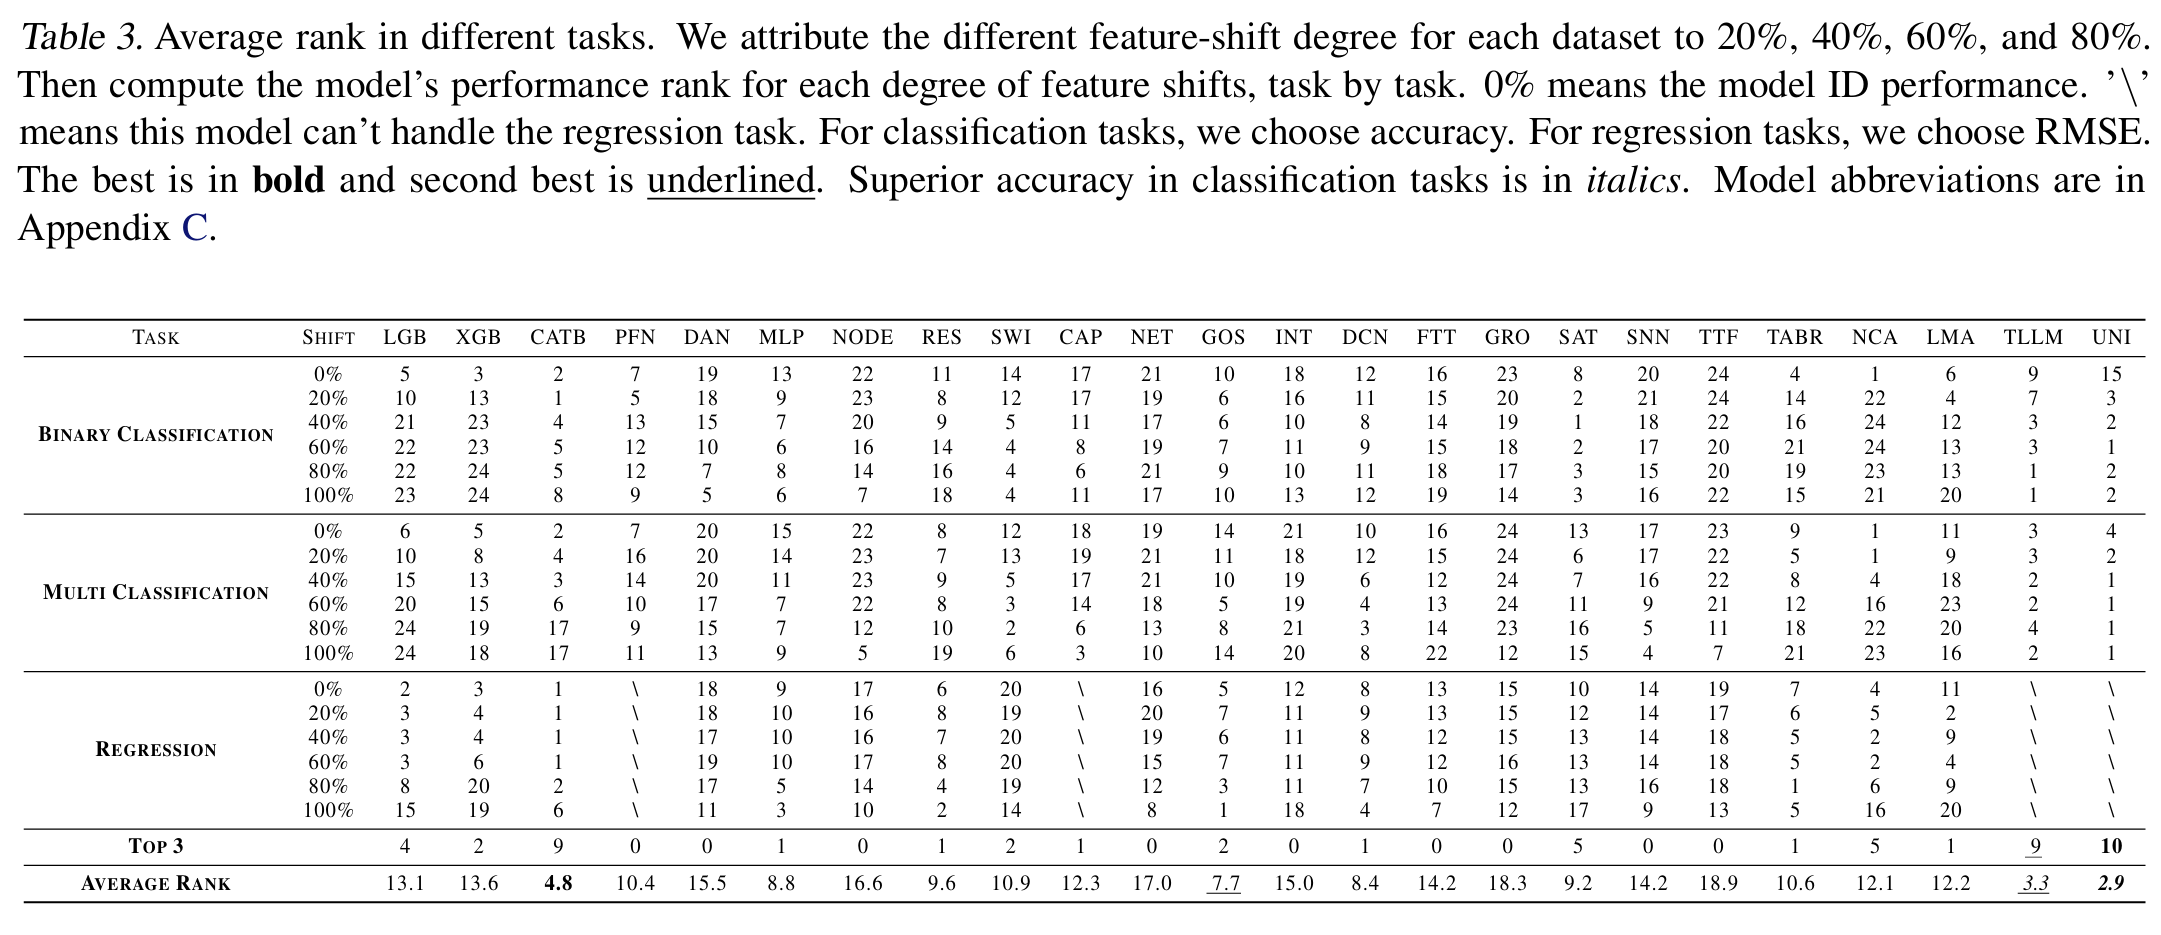 Table 3. Average rank in different tasks. We attribute the different feature-shift degree for each dataset to 20%, 40%, 60%, and 80%.
Then compute the model's performance rank for each degree of feature shifts, task by task. 0% means the model ID performance. '\'
means this model can't handle the regression task. For classification tasks, we choose accuracy. For regression tasks, we choose RMSE.
The best is in bold and second best is underlined. Superior accuracy in classification tasks is in italics. Model abbreviations are in
Appendix C.
TASK SHIFT LGB XGB CATB PFN DAN MLP NODE RES SWI CAP NET GOS INT DCN FTT GRO SAT SNN TTF TABR NCA LMA TLLM UNI
0% 5 3 2 7 19 13 22 11 14 17 21 10 18 12 16 23 8 20 24 4 1 6 9 15
20% 10 13 1 5 18 9 23 8 12 17 19 6 16 11 15 20 2 21 24 14 22 4 7 3
40% 21 23 4 13 15 7 20 9 5 11 17 6 10 8 14 19 1 18 22 16 24 12 3 2
BINARY CLASSIFICATION
60% 22 23 5 12 10 6 16 14 4 8 19 7 11 9 15 18 2 17 20 21 24 13 3 1
80% 22 24 5 12 7 8 14 16 4 6 21 9 10 11 18 17 3 15 20 19 23 13 1 2
100% 23 24 8 9 5 6 7 18 4 11 17 10 13 12 19 14 3 16 22 15 21 20 1 2
0% 6 5 2 7 20 15 22 8 12 18 19 14 21 10 16 24 13 17 23 9 1 11 3 4
20% 10 8 4 16 20 14 23 7 13 19 21 11 18 12 15 24 6 17 22 5 1 9 3 2
40% 15 13 3 14 20 11 23 9 5 17 21 10 19 6 12 24 7 16 22 8 4 18 2 1
MULTI CLASSIFICATION
60% 20 15 6 10 17 7 22 8 3 14 18 5 19 4 13 24 11 9 21 12 16 23 2 1
80% 24 19 17 9 15 7 12 10 2 6 13 8 21 3 14 23 16 5 11 18 22 20 4 1
100% 24 18 17 11 13 9 5 19 6 3 10 14 20 8 22 12 15 4 7 21 23 16 2 1
0% 2 3 1 \ 18 9 17 6 20 \ 16 5 12 8 13 15 10 14 19 7 4 11 \ \
20% 3 4 1 \ 18 10 16 8 19 \ 20 7 11 9 13 15 12 14 17 6 5 2 \ \
40% 3 4 1 \ 17 10 16 7 20 \ 19 6 11 8 12 15 13 14 18 5 2 9 \ \
REGRESSION
60% 3 6 1 \ 19 10 17 8 20 \ 15 7 11 9 12 16 13 14 18 5 2 4 \ \
80% 8 20 2 \ 17 5 14 4 19 \ 12 3 11 7 10 15 13 16 18 1 6 9 \ \
100% 15 19 6 \ 11 3 10 2 14 \ 8 1 18 4 7 12 17 9 13 5 16 20 \ \
TOP 3 4 2 9 0 0 1 0 1 2 1 0 2 0 1 0 0 5 0 0 1 5 1 9 10
AVERAGE RANK 13.1 13.6 4.8 10.4 15.5 8.8 16.6 9.6 10.9 12.3 17.0 7.7 15.0 8.4 14.2 18.3 9.2 14.2 18.9 10.6 12.1 12.2 3.3 2.9